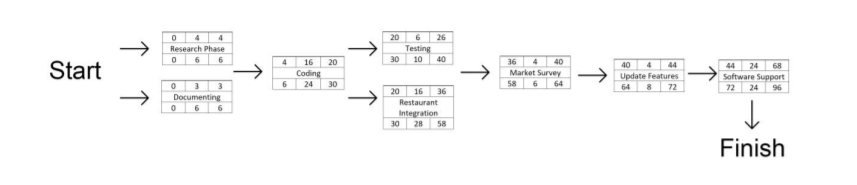 Start
0 4 4
Research Phase
0 6 6
0 3 3
Documenting
0 6 6
4 16 20
Coding
6 24 30
20 6 26
Testing
30 10 40
20 16 36
Restaurant
Integration
30 28 58
36 4 40
Market Survey
58 6 64
40 4 44
Update Features
64 8 72
44 24 68
Software Support
72 24 96
Finish